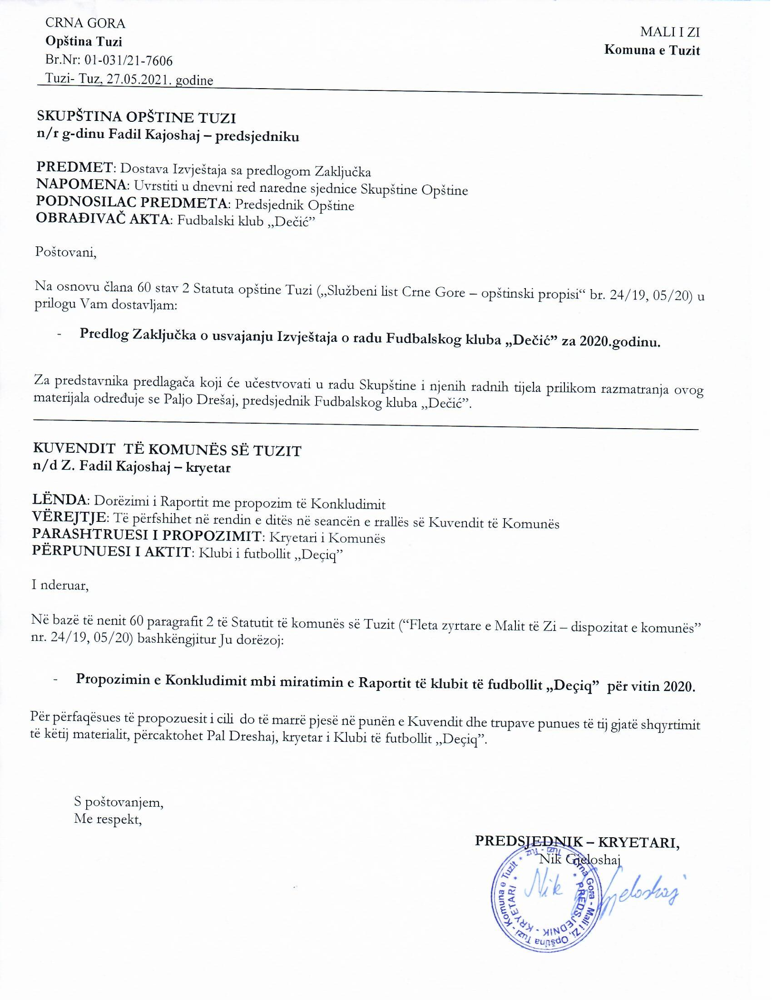 CRNA GORA
Opština Tuzi
Br.Nr: 01-031/21-7606
Tuzi- Tuz, 27.05.2021. godine
MALI I ZI
Komuna e Tuzit
SKUPŠTINA OPŠTINE TUZI
n/r g-dinu Fadil Kajoshaj – predsjedniku
PREDMET: Dostava Izvještaja sa predlogom Zaključka
NAPOMENA: Uvrstiti u dnevni red naredne sjednice Skupštine Opštine
PODNOSILAC PREDMETA: Predsjednik Opštine
OBRAĐIVAČ AKTA: Fudbalski klub „Dečić”
Poštovani,
Na osnovu člana 60 stav 2 Statuta opštine Tuzi („Službeni list Crne Gore – opštinski propisi“ br. 24/19, 05/20) u
prilogu Vam dostavljam:
- Predlog Zaključka o usvajanju Izvještaja o radu Fudbalskog kluba „Dečić” za 2020.godinu.
Za predstavnika predlagača koji će učestvovati u radu Skupštine i njenih radnih tijela prilikom razmatranja ovog
materijala određuje se Paljo Drešaj, predsjednik Fudbalskog kluba „Dečić”.
KUVENDIT TË KOMUNËS SË TUZIT
n/d Z. Fadil Kajoshaj – kryetar
LËNDA: Dorëzimi i Raportit me propozim të Konkludimit
VËREJTJE: Të përfshihet në rendin e ditës në seancën e rrallës së Kuvendit të Komunës
PARASHTRUESI I PROPOZIMIT: Kryetari i Komunës
PËRPUNUESI I AKTIT: Klubi i futbollit „Deçiq”
I nderuar,
Në bazë të nenit 60 paragrafit 2 të Statutit të komunës së Tuzit (“Fleta zyrtare e Malit të Zi – dispozitat e komunës”
nr. 24/19, 05/20) bashkëngjitur Ju dorëzoj:
- Propozimin e Konkludimit mbi miratimin e Raportit të klubit të fudbollit „Deçiq” për vitin 2020.
Për përfaqësues të propozuesit i cili do të marrë pjesë në punën e Kuvendit dhe trupave punues të tij gjatë shqyrtimit
të këtij materialit, përcaktohet Pal Dreshaj, kryetar i Klubi të futbollit „Deçiq”.
S poštovanjem,
Me respekt,
PREDSJEDNIK – KRYETARI,
Nik Gjeloshaj
Nik Gjeloshaj
Crna Gora - Mali i Zi, Opština Tuzi - Komuna e Tuzit * Tuzi - Tuz *
* PREDSJEDNIK - KRYETARI *